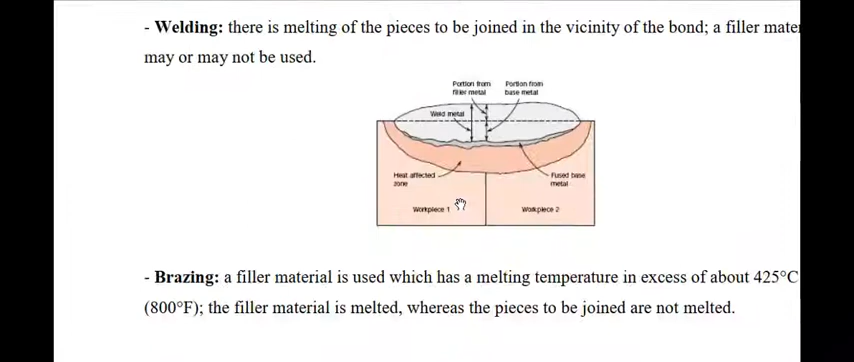 - Welding: there is melting of the pieces to be joined in the vicinity of the bond; a filler mate
may or may not be used.
Portion from
filler metal
Portion from
base metal
Weld metal
Heat affected
zone
Fused base
metal
Workpiece 1
Workpiece 2
- Brazing: a filler material is used which has a melting temperature in excess of about 425°C
(800°F); the filler material is melted, whereas the pieces to be joined are not melted.